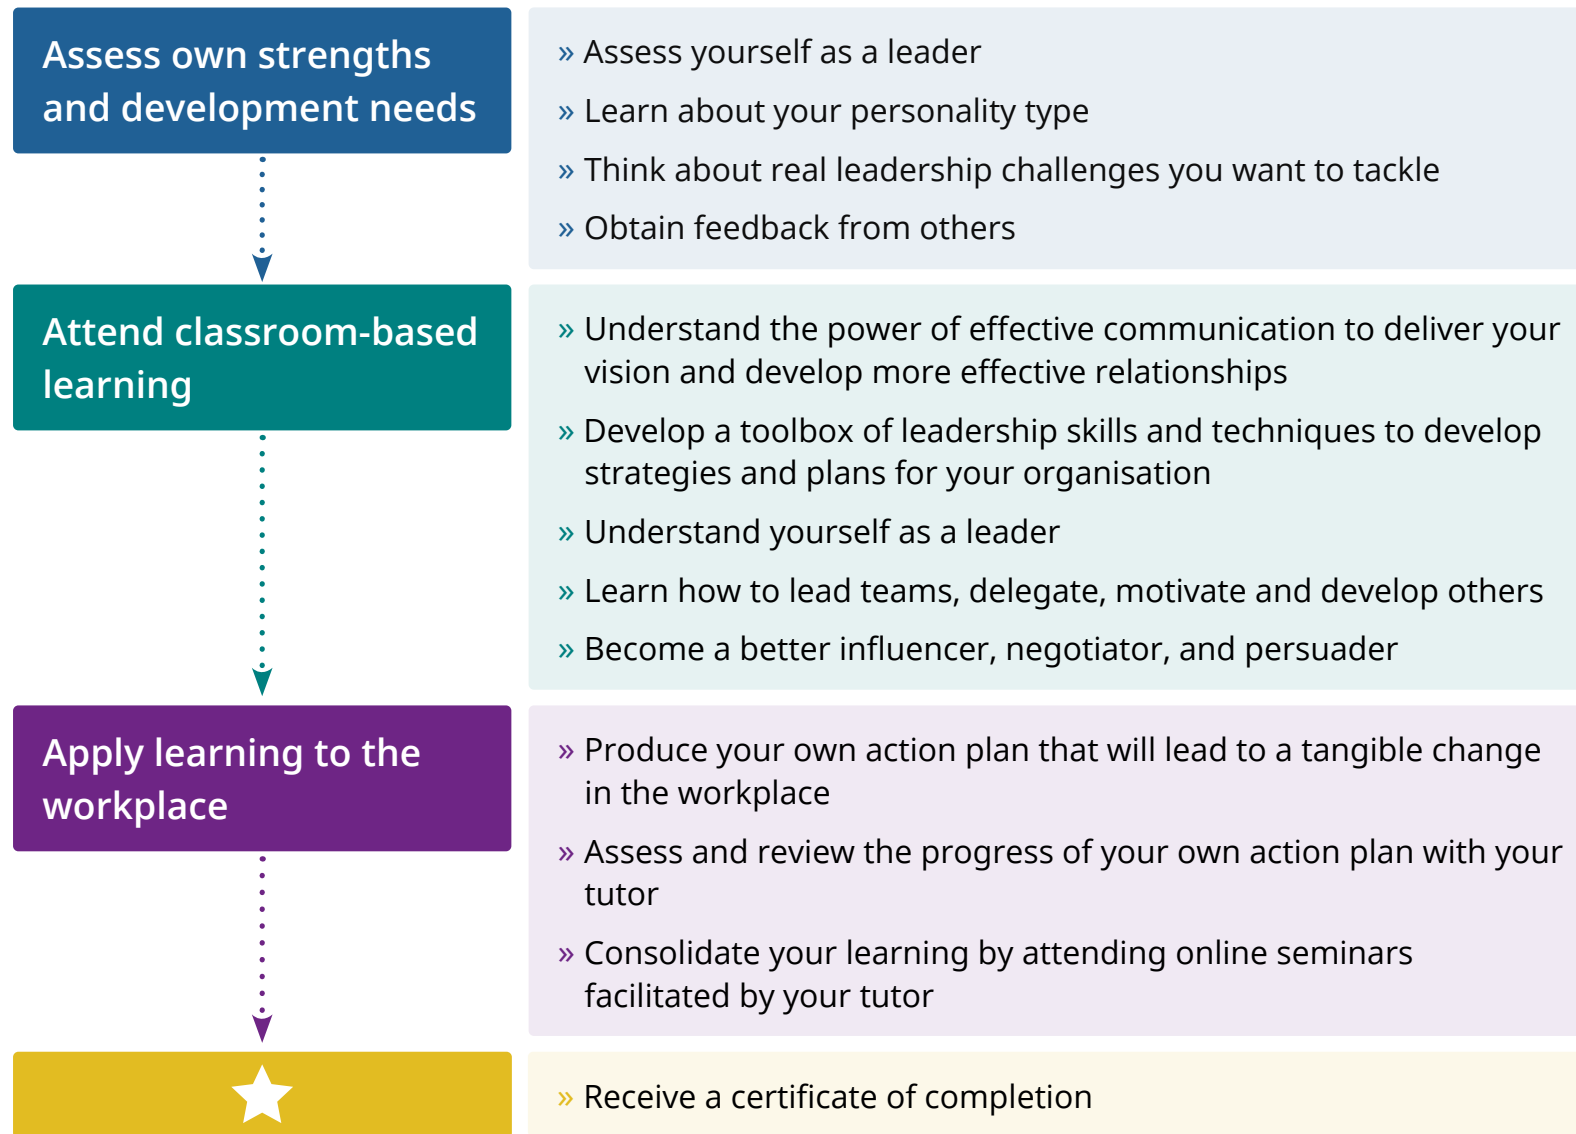 Assess own strengths
and development needs
» Assess yourself as a leader
» Learn about your personality type
» Think about real leadership challenges you want to tackle
» Obtain feedback from others
Attend classroom-based
learning
» Understand the power of effective communication to deliver your
vision and develop more effective relationships
» Develop a toolbox of leadership skills and techniques to develop
strategies and plans for your organisation
» Understand yourself as a leader
» Learn how to lead teams, delegate, motivate and develop others
» Become a better influencer, negotiator, and persuader
Apply learning to the
workplace
» Produce your own action plan that will lead to a tangible change
in the workplace
» Assess and review the progress of your own action plan with your
tutor
» Consolidate your learning by attending online seminars
facilitated by your tutor
» Receive a certificate of completion